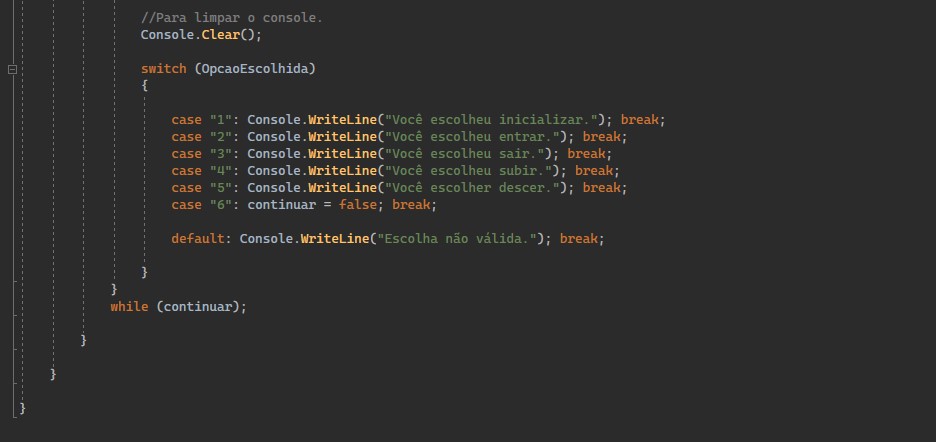 //Para limpar o console.
Console.Clear();
switch (OpcaoEscolhida)
{
case "1": Console.WriteLine("Você escolheu inicializar."); break;
case "2": Console.WriteLine("Você escolheu entrar."); break;
case "3": Console.WriteLine("Você escolheu sair."); break;
case "4": Console.WriteLine("Você escolheu subir."); break;
case "5": Console.WriteLine("Você escolher descer."); break;
case "6": continuar = false; break;
default: Console.WriteLine("Escolha não válida."); break;
}
}
while (continuar);
}
}
}